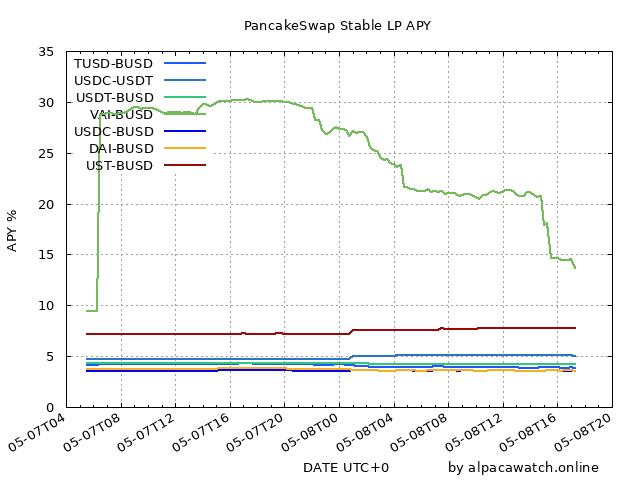 PancakeSwap Stable LP APY
35
30
25
20
15
10
5
0
APY %
TUSD-BUSD
USDC-USDT
USDT-BUSD
VAI-BUSD
USDC-BUSD
DAI-BUSD
UST-BUSD
05-07T04
05-07T08
05-07T12
05-07T16
05-07T20
05-08T00
05-08T04
05-08T08
05-08T12
05-08T16
05-08T20
DATE UTC+0
by alpacawatch.online